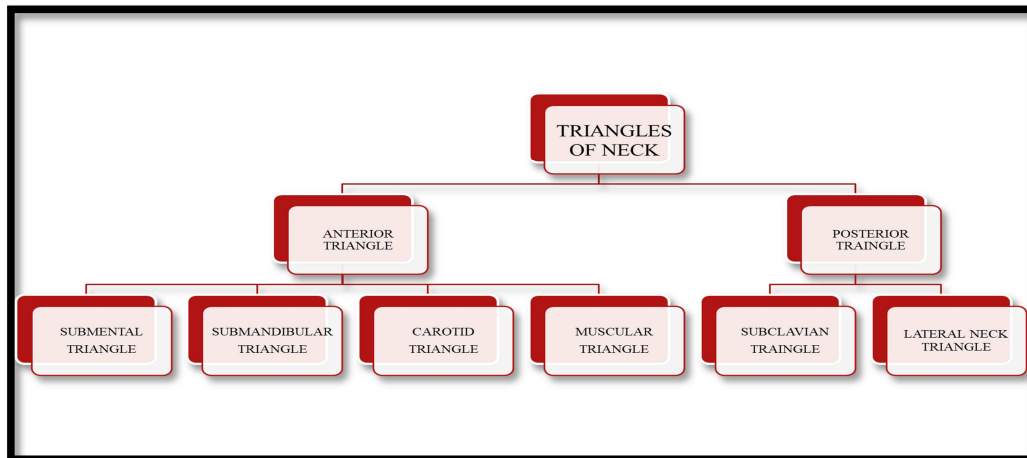 TRIANGLES
OF NECK
ANTERIOR
TRIANGLE
POSTERIOR
TRAINGLE
SUBMENTAL
TRIANGLE
SUBMANDIBULAR
TRIANGLE
CAROTID
TRIANGLE
MUSCULAR
TRIANGLE
SUBCLAVIAN
TRAINGLE
LATERAL NECK
TRIANGLE